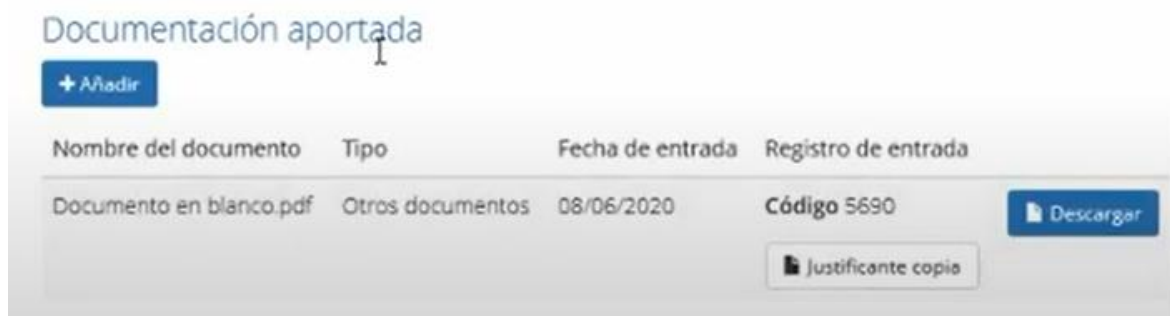 Documentación aportada
+ Añadir
Nombre del documento Tipo Fecha de entrada Registro de entrada
Documento en blanco.pdf Otros documentos 08/06/2020 Código 5690 Descargar
Justificante copia